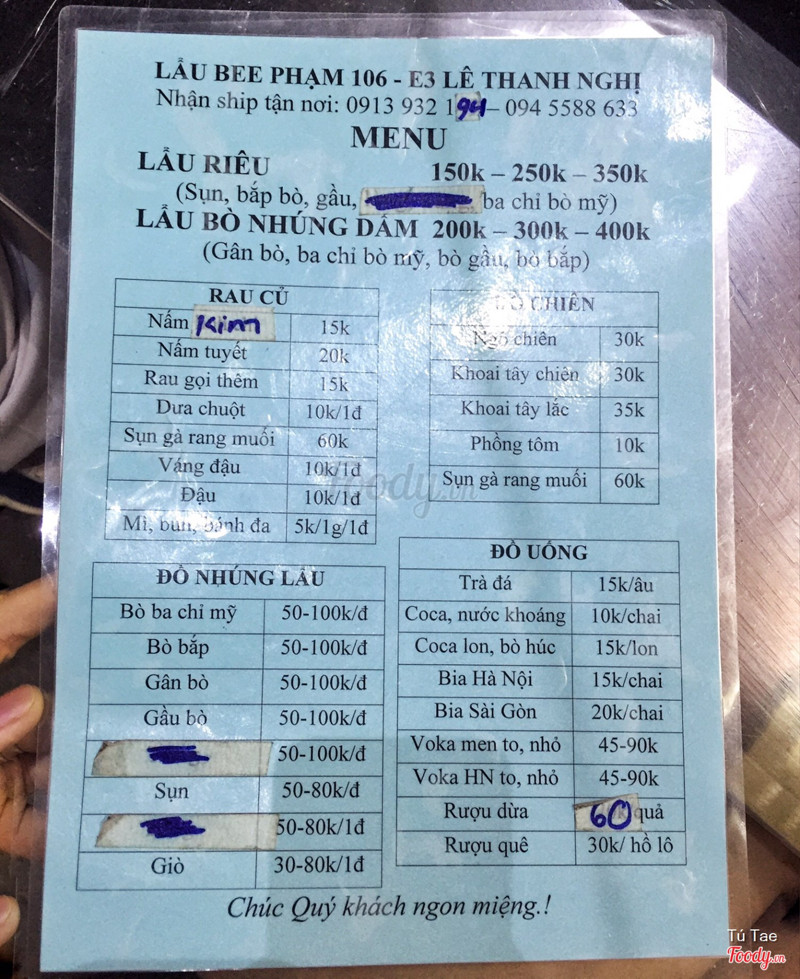 LẨU BEE PHẠM 106 - E3 LÊ THANH NGHỊ
Nhận ship tận nơi: 0913 932 194 – 094 5588 633
MENU
LẨU RIÊU 150k – 250k – 350k
(Sụn, bắp bò, gầu, ba chỉ bò mỹ)
LẨU BÒ NHÚNG DẤM 200k – 300k – 400k
(Gân bò, ba chỉ bò mỹ, bò gầu, bò bắp)
RAU CỦ
Nấm Kim 15k
Nấm tuyết 20k
Rau gọi thêm 15k
Dưa chuột 10k/1đ
Sụn gà rang muối 60k
Váng đậu 10k/1đ
Đậu 10k/1đ
Mì, bún, bánh đa 5k/1g/1đ
ĐỒ CHIÊN
Ngô chiên 30k
Khoai tây chiên 30k
Khoai tây lắc 35k
Phồng tôm 10k
Sụn gà rang muối 60k
ĐỒ NHÚNG LẨU
Bò ba chỉ mỹ 50-100k/đ
Bò bắp 50-100k/đ
Gân bò 50-100k/đ
Gầu bò 50-100k/đ
50-100k/đ
Sụn 50-80k/đ
50-80k/1đ
Giò 30-80k/1đ
ĐỒ UỐNG
Trà đá 15k/âu
Coca, nước khoáng 10k/chai
Coca lon, bò húc 15k/lon
Bia Hà Nội 15k/chai
Bia Sài Gòn 20k/chai
Voka men to, nhỏ 45-90k
Voka HN to, nhỏ 45-90k
Rượu dừa 60 quả
Rượu quê 30k/ hồ lô
Chúc Quý khách ngon miệng.!
foody.vn
Tú Tae
Foody.vn